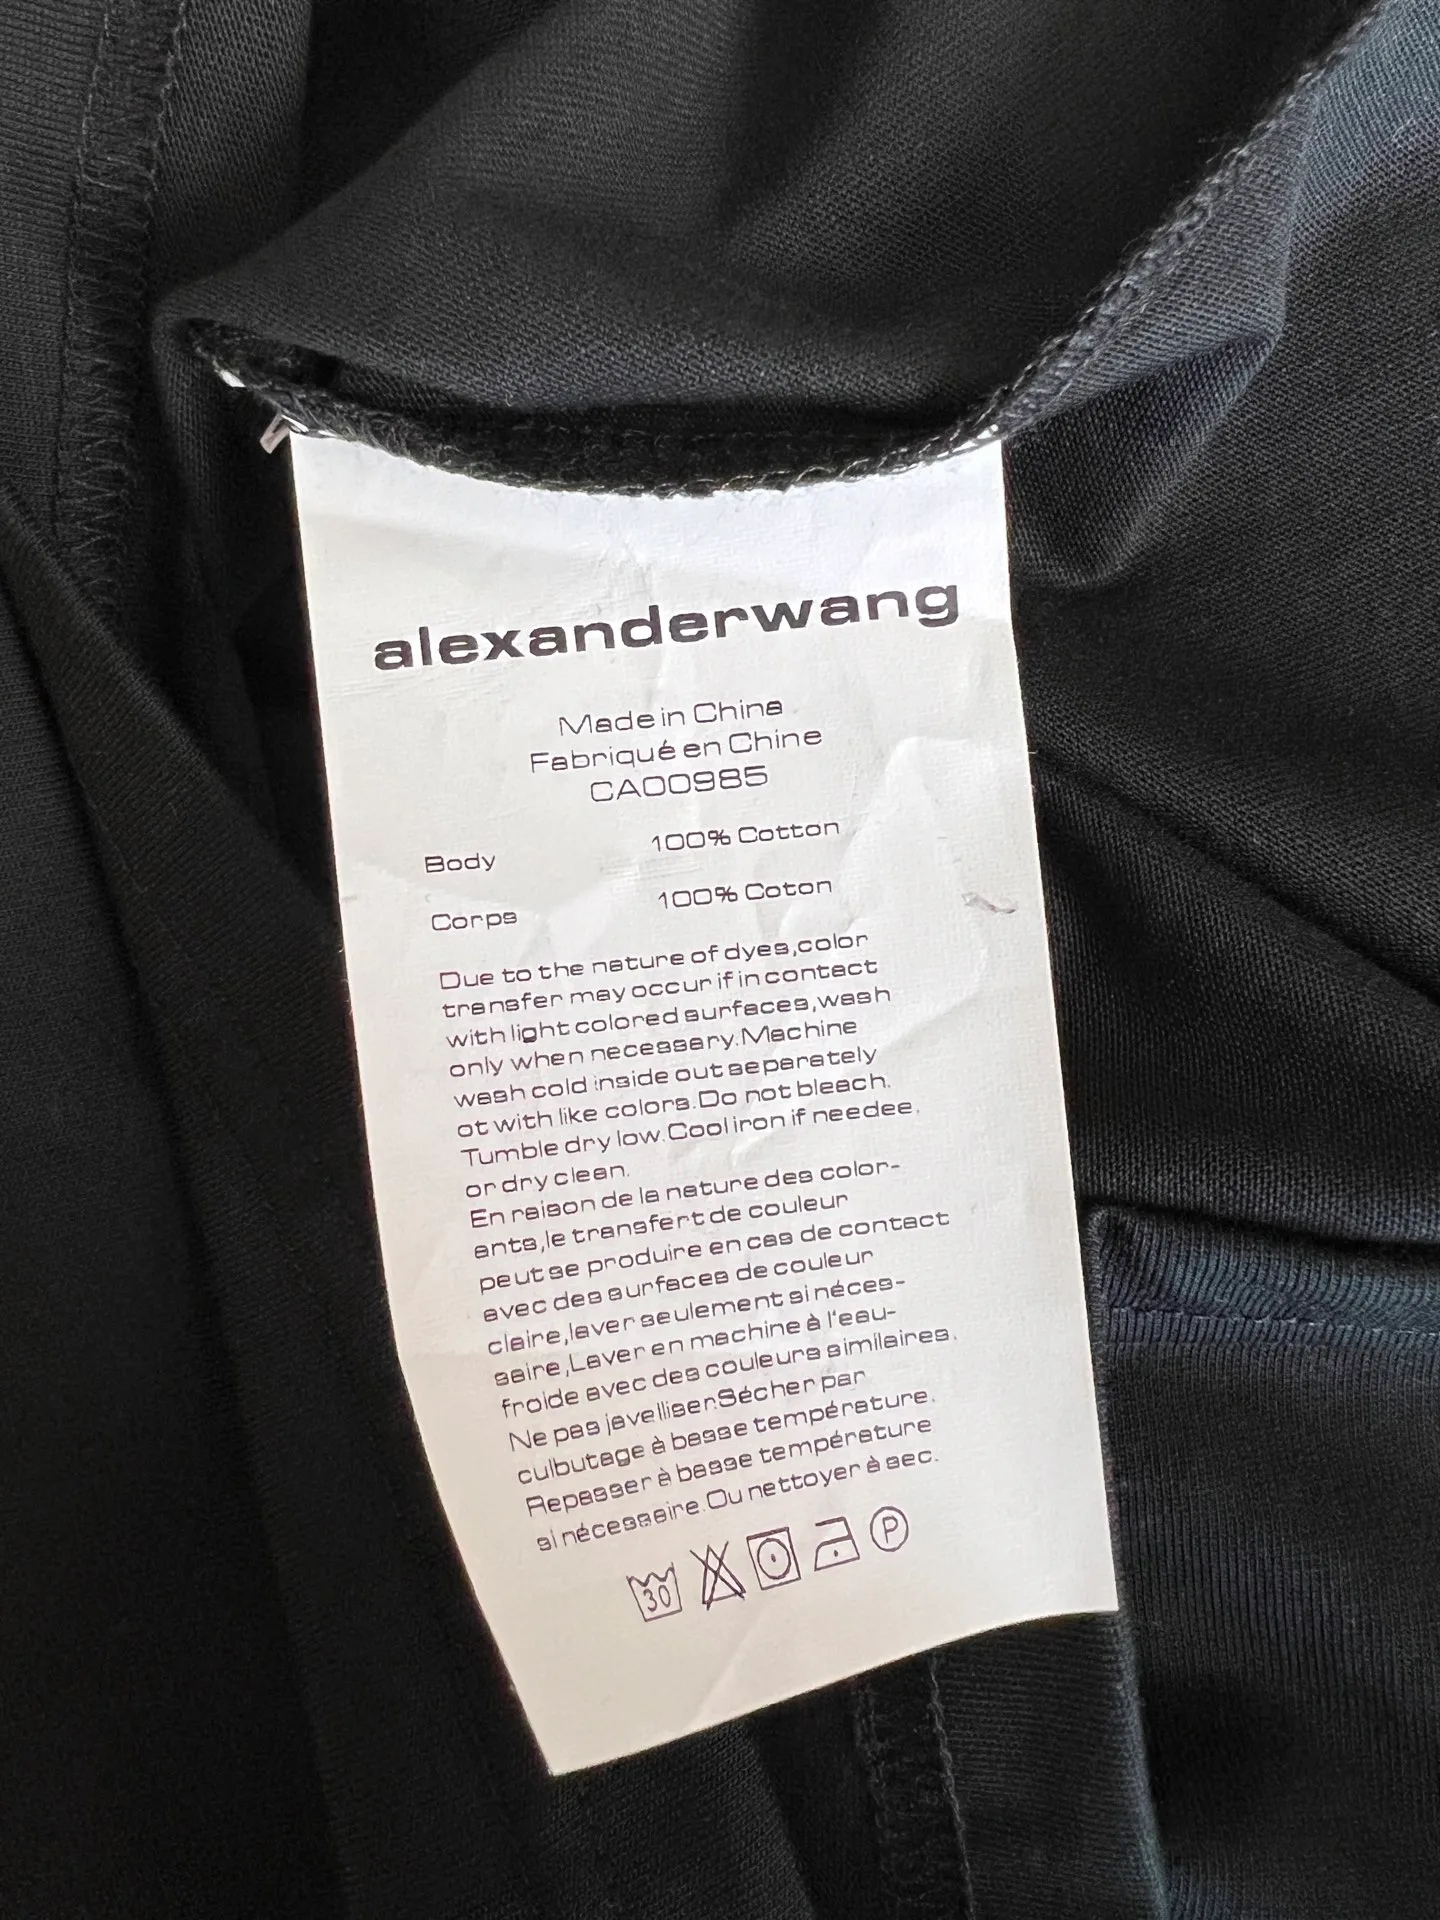 alexanderwang
Made in China
Fabriqué en Chine
CA00985
Body 100% Cotton
Corps 100% Coton
Due to the nature of dyes,color
transfer may occur if in contact
with light colored surfaces,wash
only when necessary.Machine
wash cold inside out seperately
ot with like colors.Do not bleach.
Tumble dry low.Cool iron if needee.
or dry clean.
En raison de la nature des color-
ants,le transfert de couleur
peut se produire en cas de contact
avec des surfaces de couleur
claire,laver seulement si néces-
saire,Laver en machine à l'eau-
froide avec des couleurs similaires.
Ne pas javelliser.Sécher par
culbutage à basse température.
Repasser à basse température
si nécessaire.Ou nettoyer à sec.
30 P